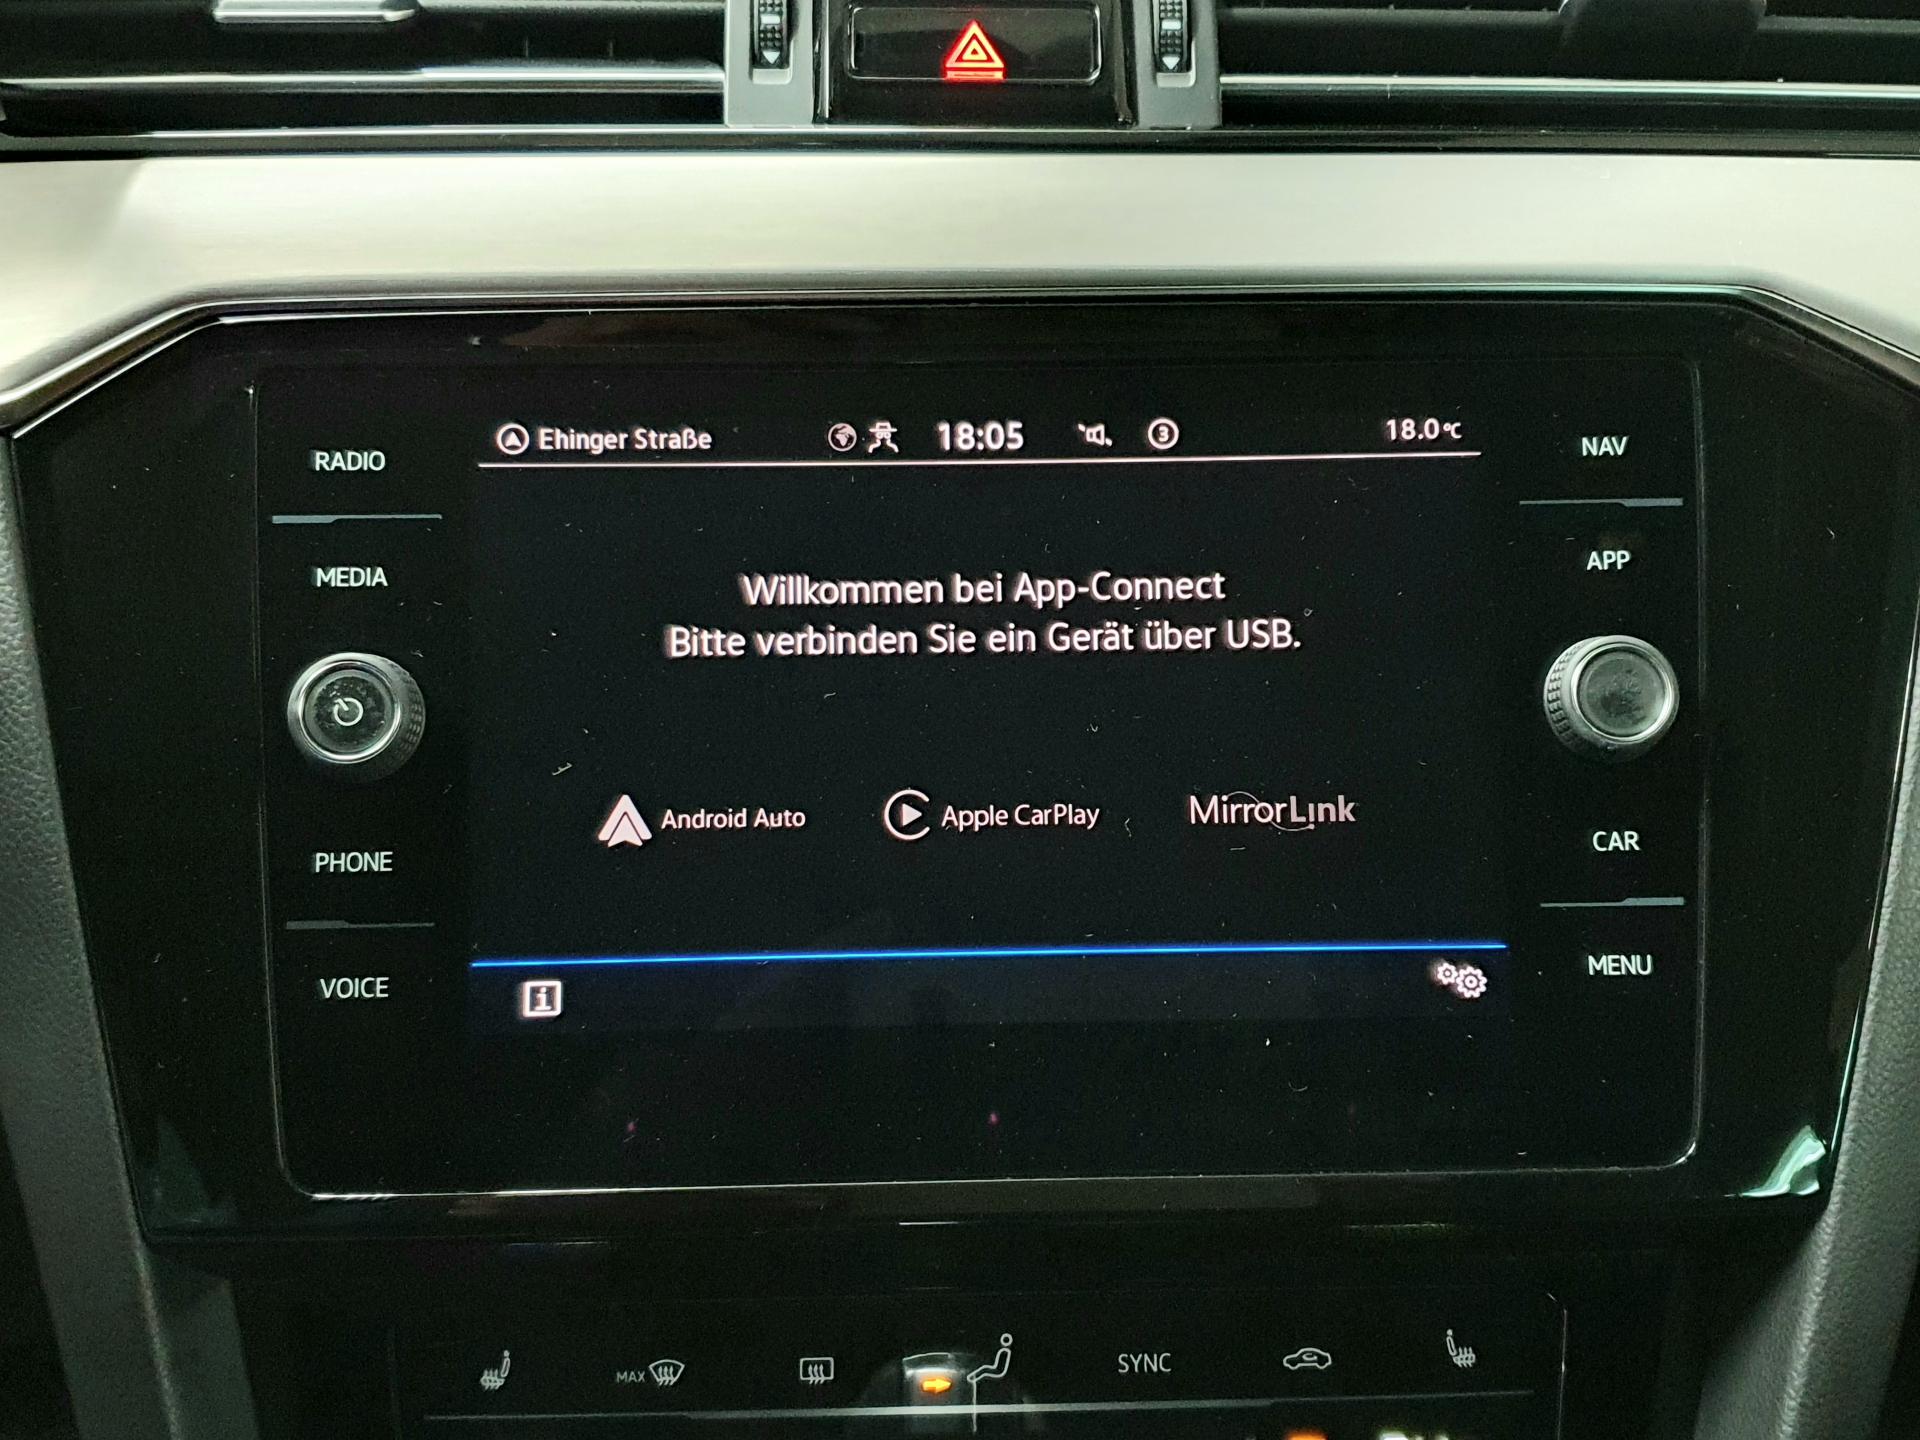 Ehinger Straße 18:05 3 18.0°C
RADIO
MEDIA
PHONE
VOICE
Willkommen bei App-Connect
Bitte verbinden Sie ein Gerät über USB.
Android Auto Apple CarPlay MirrorLink
i
NAV
APP
CAR
MENU
MAX SYNC